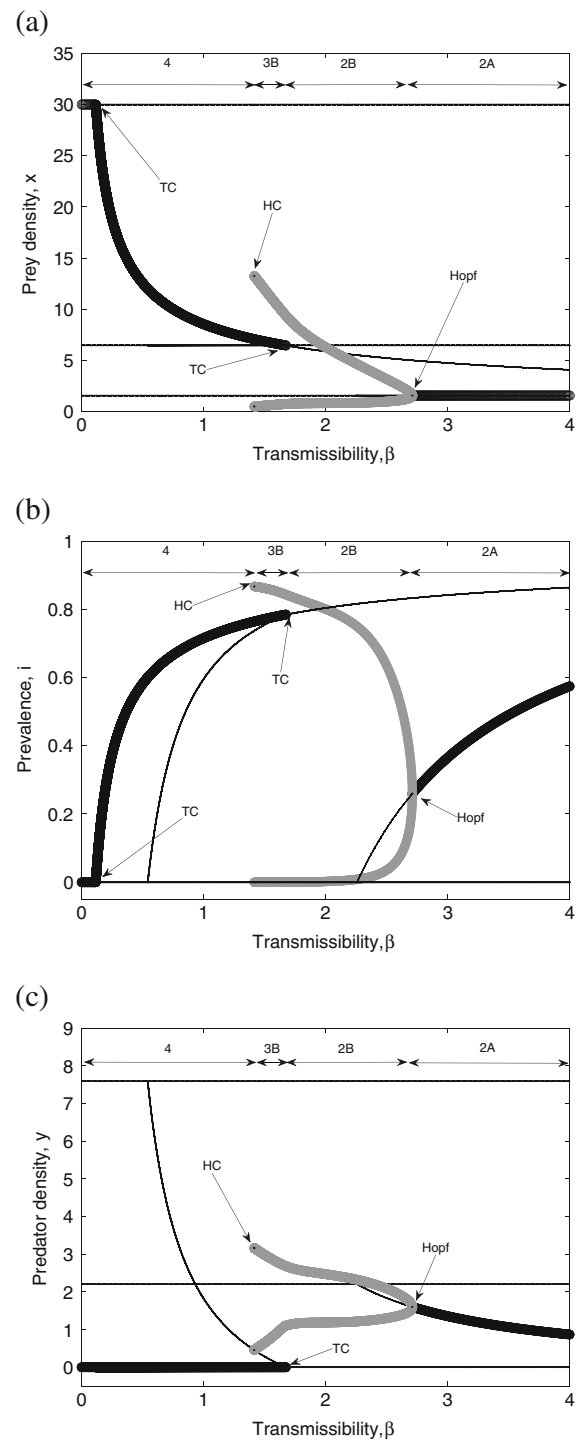 (a)
4 3B 2B 2A
35
30
25
20
15
10
5
0
Prey density, x
TC
HC
Hopf
TC
0 1 2 3 4
Transmissibility,β
(b)
4 3B 2B 2A
1
0.8
0.6
0.4
0.2
0
Prevalence, i
HC
TC
TC
Hopf
0 1 2 3 4
Transmissibility,β
(c)
4 3B 2B 2A
9
8
7
6
5
4
3
2
1
0
Predator density, y
HC
Hopf
TC
0 1 2 3 4
Transmissibility,β